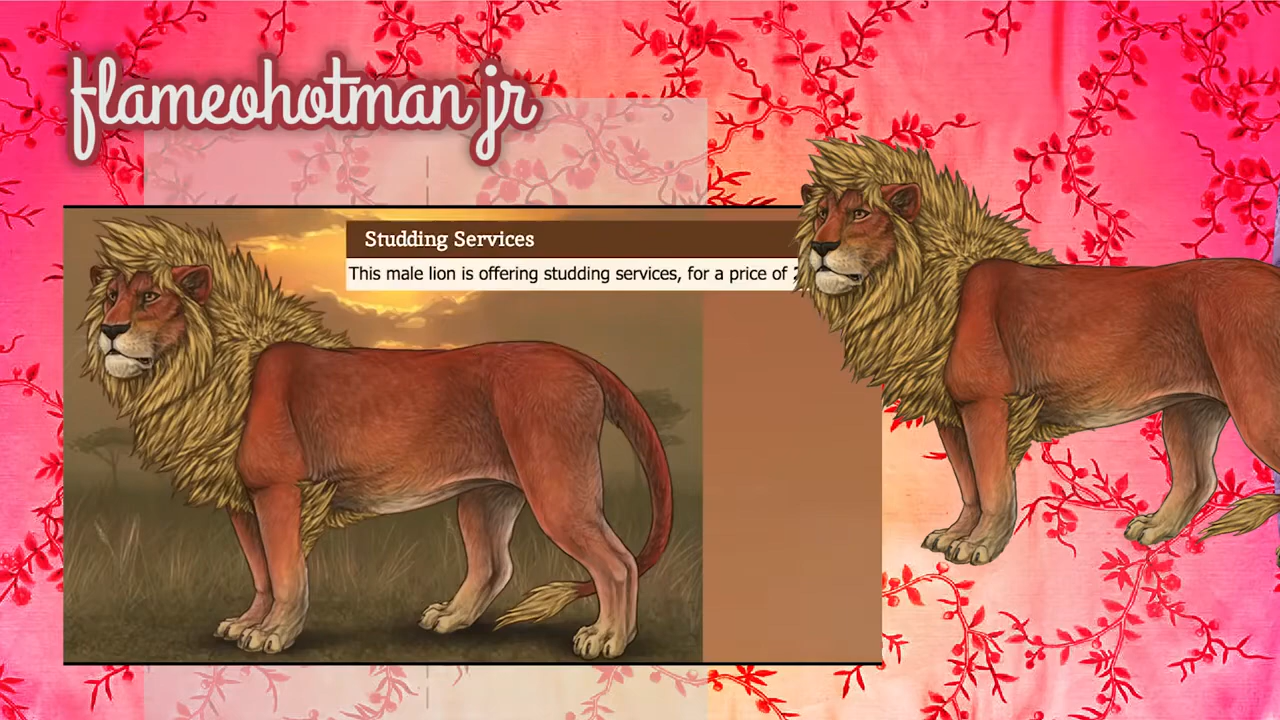 flameohotman jr
Studding Services
This male lion is offering studding services, for a price of